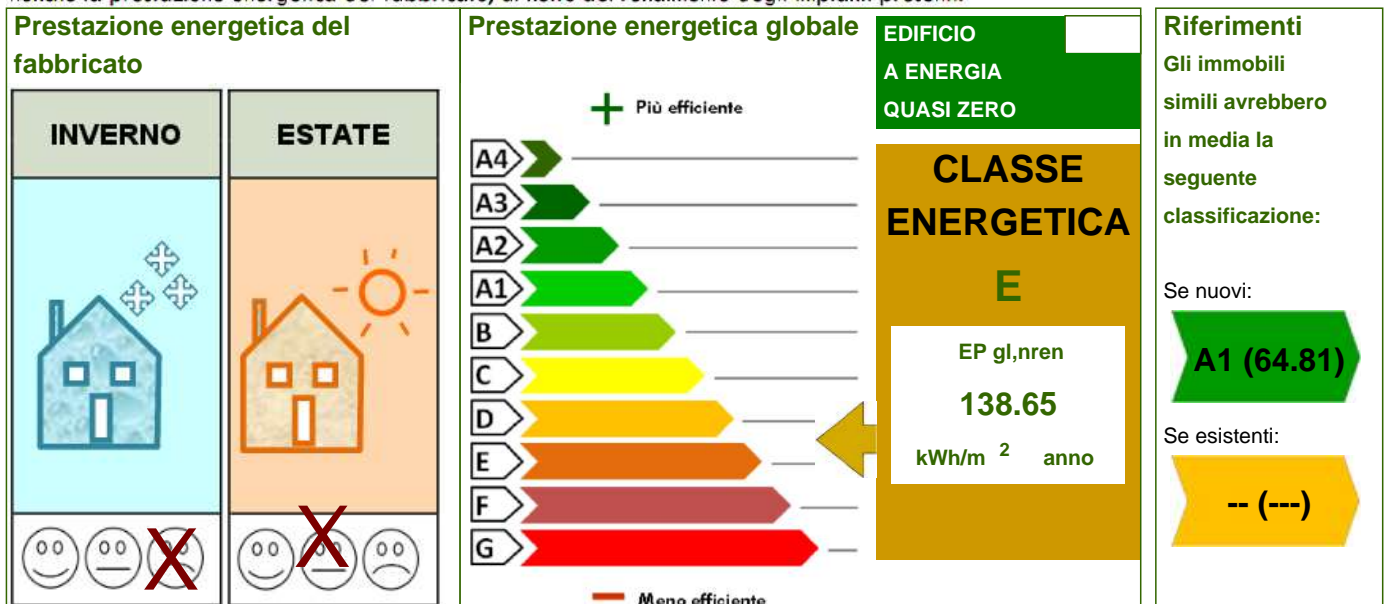 Prestazione energetica del
fabbricato
INVERNO
ESTATE
Prestazione energetica globale
Più efficiente
A4
A3
A2
A1
B
C
D
E
F
G
Meno efficiente
EDIFICIO
A ENERGIA
QUASI ZERO
CLASSE
ENERGETICA
E
EP gl,nren
138.65
kWh/m 2 anno
Riferimenti
Gli immobili
simili avrebbero
in media la
seguente
classificazione:
Se nuovi:
A1 (64.81)
Se esistenti:
-- (---)